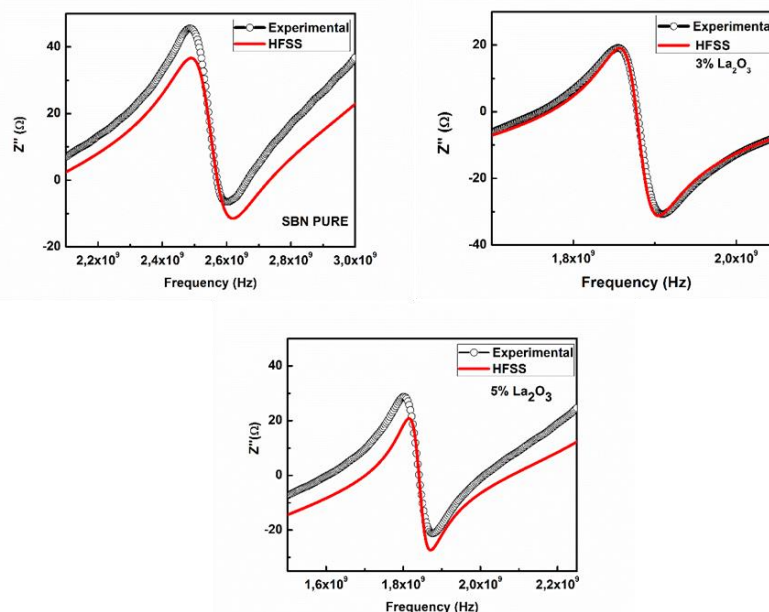 Experimental
HFSS
40
20
0
-20
Z'' (Ω)
SBN PURE
2,2x10⁹ 2,4x10⁹ 2,6x10⁹ 2,8x10⁹ 3,0x10⁹
Frequency (Hz)
Experimental
HFSS
3% La₂O₃
40
20
0
-20
-40
Z'' (Ω)
1,8x10⁹ 2,0x10⁹
Frequency (Hz)
Experimental
HFSS
5% La₂O₃
40
20
0
-20
Z''(Ω)
1,6x10⁹ 1,8x10⁹ 2,0x10⁹ 2,2x10⁹
Frequency (Hz)